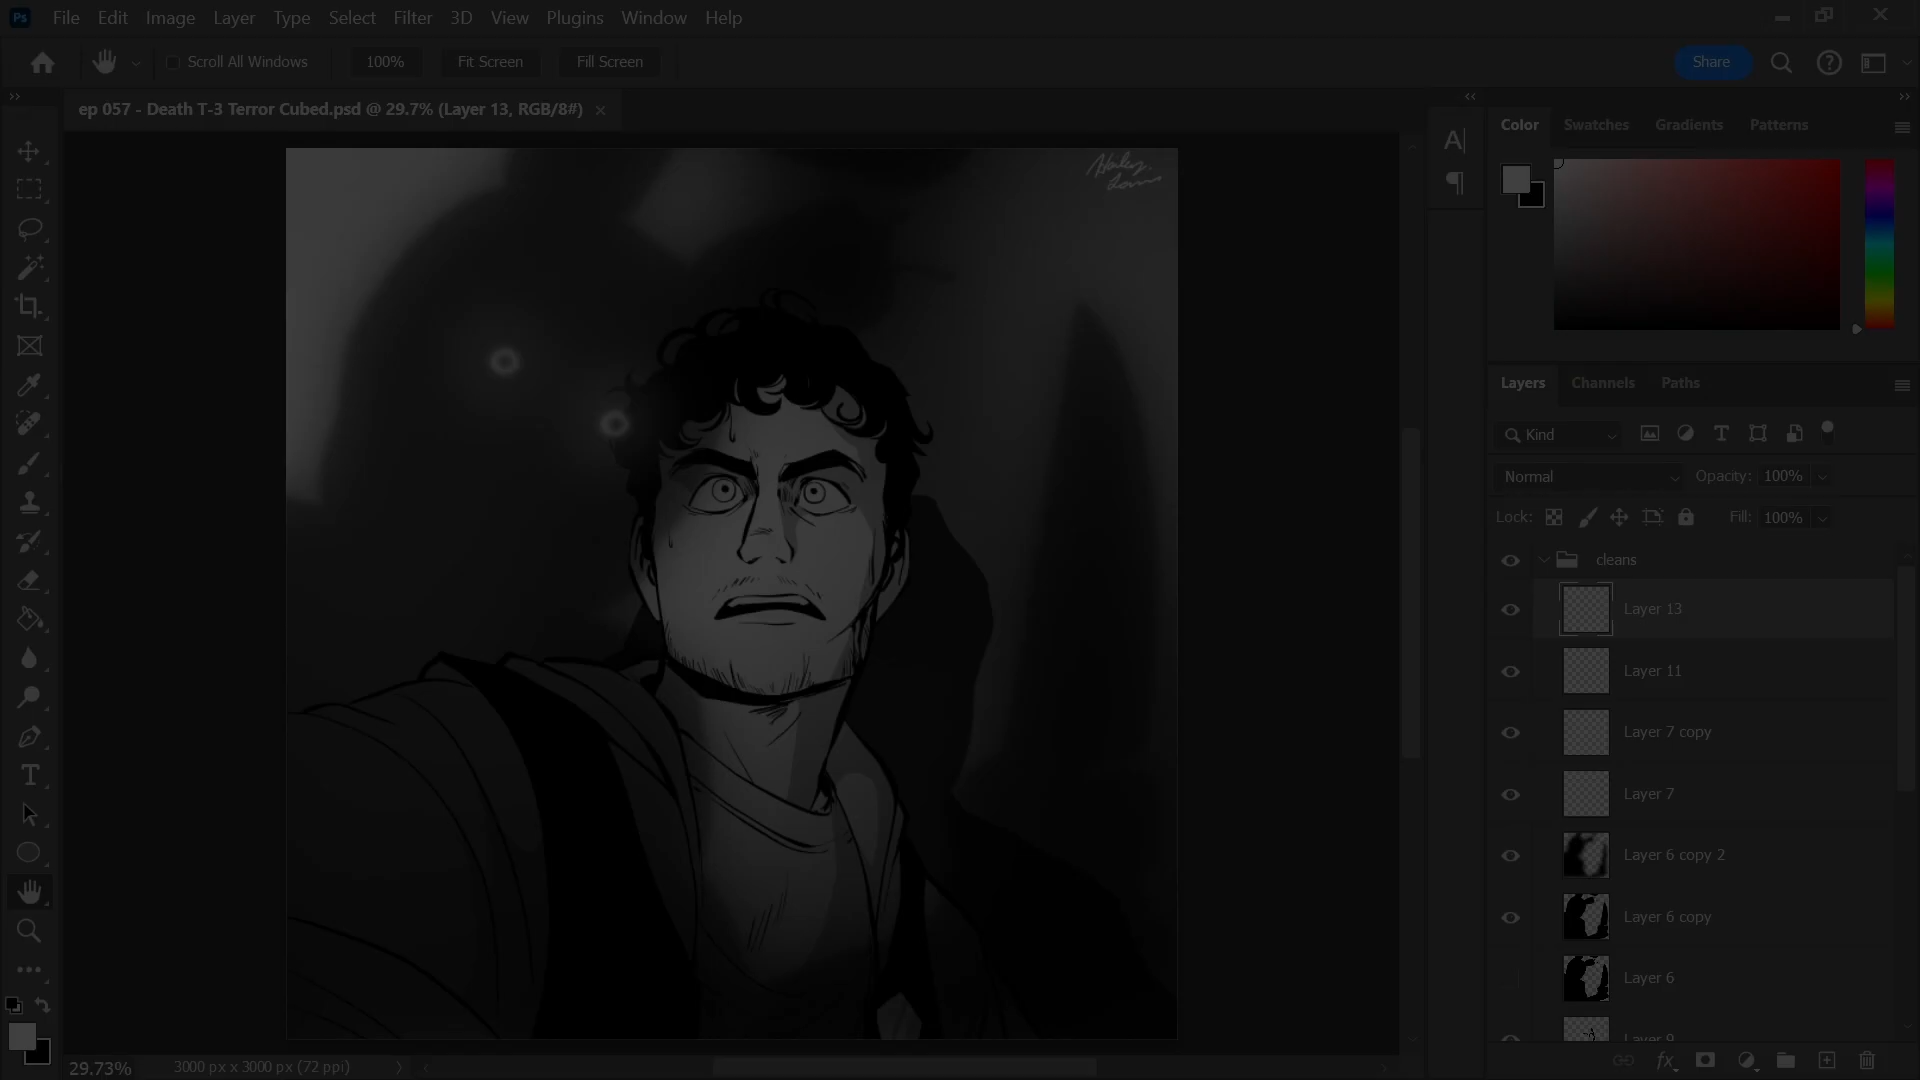 Ps File Edit Image Layer Type Select Filter 3D View Plugins Window Help
Scroll All Windows 100% Fit Screen Fill Screen Share
ep 057 - Death T-3 Terror Cubed.psd @ 29.7% (Layer 13, RGB/8#)
Color Swatches Gradients Patterns
Layers Channels Paths
Kind
Normal Opacity: 100%
Lock: Fill: 100%
cleans
Layer 13
Layer 11
Layer 7 copy
Layer 7
Layer 6 copy 2
Layer 6 copy
Layer 6
Layer 9
29.73% 3000 px x 3000 px (72 ppi)
fx